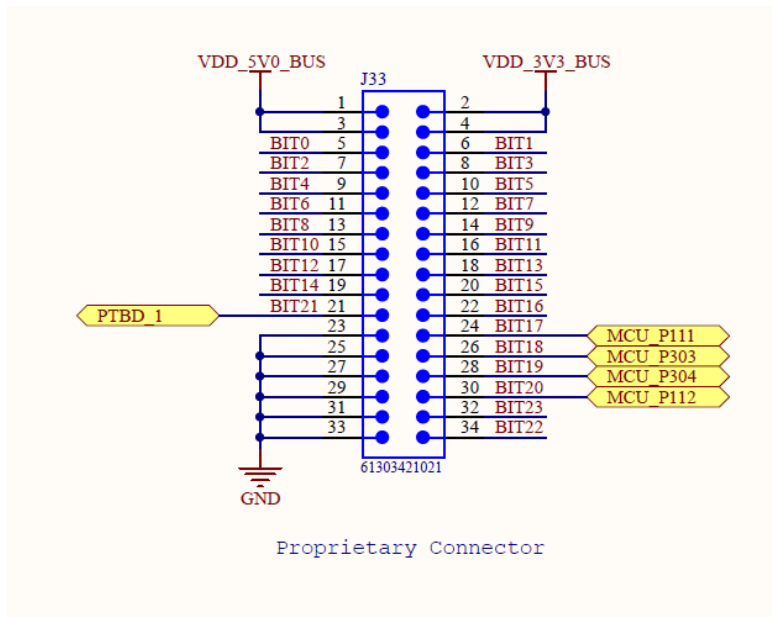 VDD_5V0_BUS VDD_3V3_BUS
J33
1 2
3 4
BIT0 5 6 BIT1
BIT2 7 8 BIT3
BIT4 9 10 BIT5
BIT6 11 12 BIT7
BIT8 13 14 BIT9
BIT10 15 16 BIT11
BIT12 17 18 BIT13
BIT14 19 20 BIT15
PTBD_1 BIT21 21 22 BIT16
23 24 BIT17 MCU_P111
25 26 BIT18 MCU_P303
27 28 BIT19 MCU_P304
29 30 BIT20 MCU_P112
31 32 BIT23
33 34 BIT22
61303421021
GND
Proprietary Connector